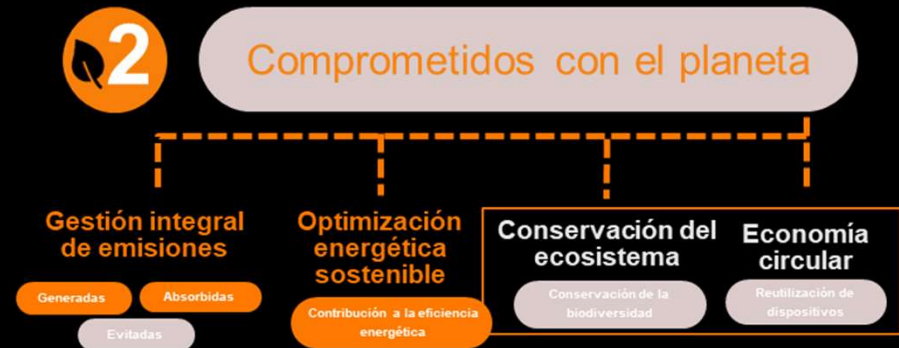 2
Comprometidos con el planeta
Gestión integral
de emisiones
Generadas
Absorbidas
Evitadas
Optimización
energética
sostenible
Contribución a la eficiencia
energética
Conservación del
ecosistema
Conservación de la
biodiversidad
Economía
circular
Reutilización de
dispositivos